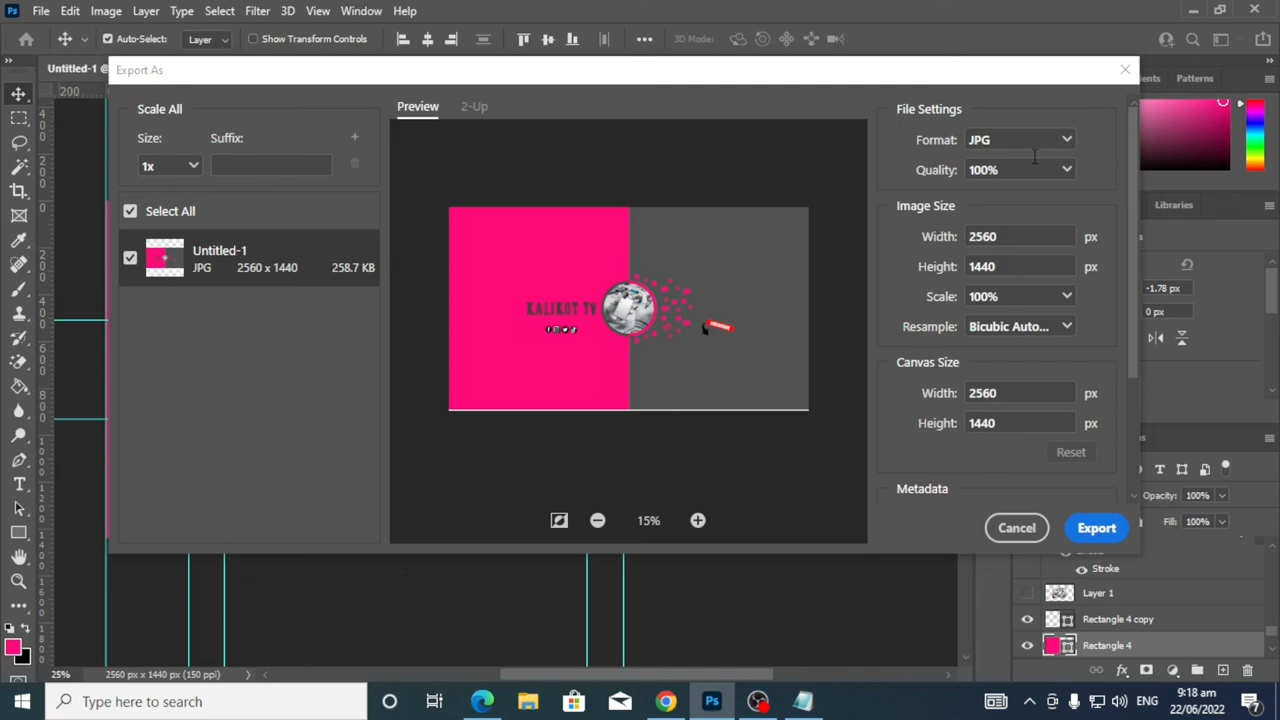 Ps File Edit Image Layer Type Select Filter 3D View Window Help
Auto-Select: Layer Show Transform Controls 3D Mode:
Untitled-1 @
Patterns
Export As
200
Scale All
Size: Suffix:
1x
Select All
Untitled-1
JPG 2560 x 1440 258.7 KB
Preview 2-Up
KALIKOT TV
15%
File Settings
Format: JPG
Quality: 100%
Image Size
Width: 2560 px
Height: 1440 px
Scale: 100%
Resample: Bicubic Auto...
Canvas Size
Width: 2560 px
Height: 1440 px
Reset
Metadata
Cancel Export
Libraries
-1.78 px
0 px
Opacity: 100%
Fill: 100%
Stroke
Layer 1
Rectangle 4 copy
Rectangle 4
25% 2560 px x 1440 px (150 ppi)
Type here to search
Ps
ENG
9:18 am
22/06/2022
7